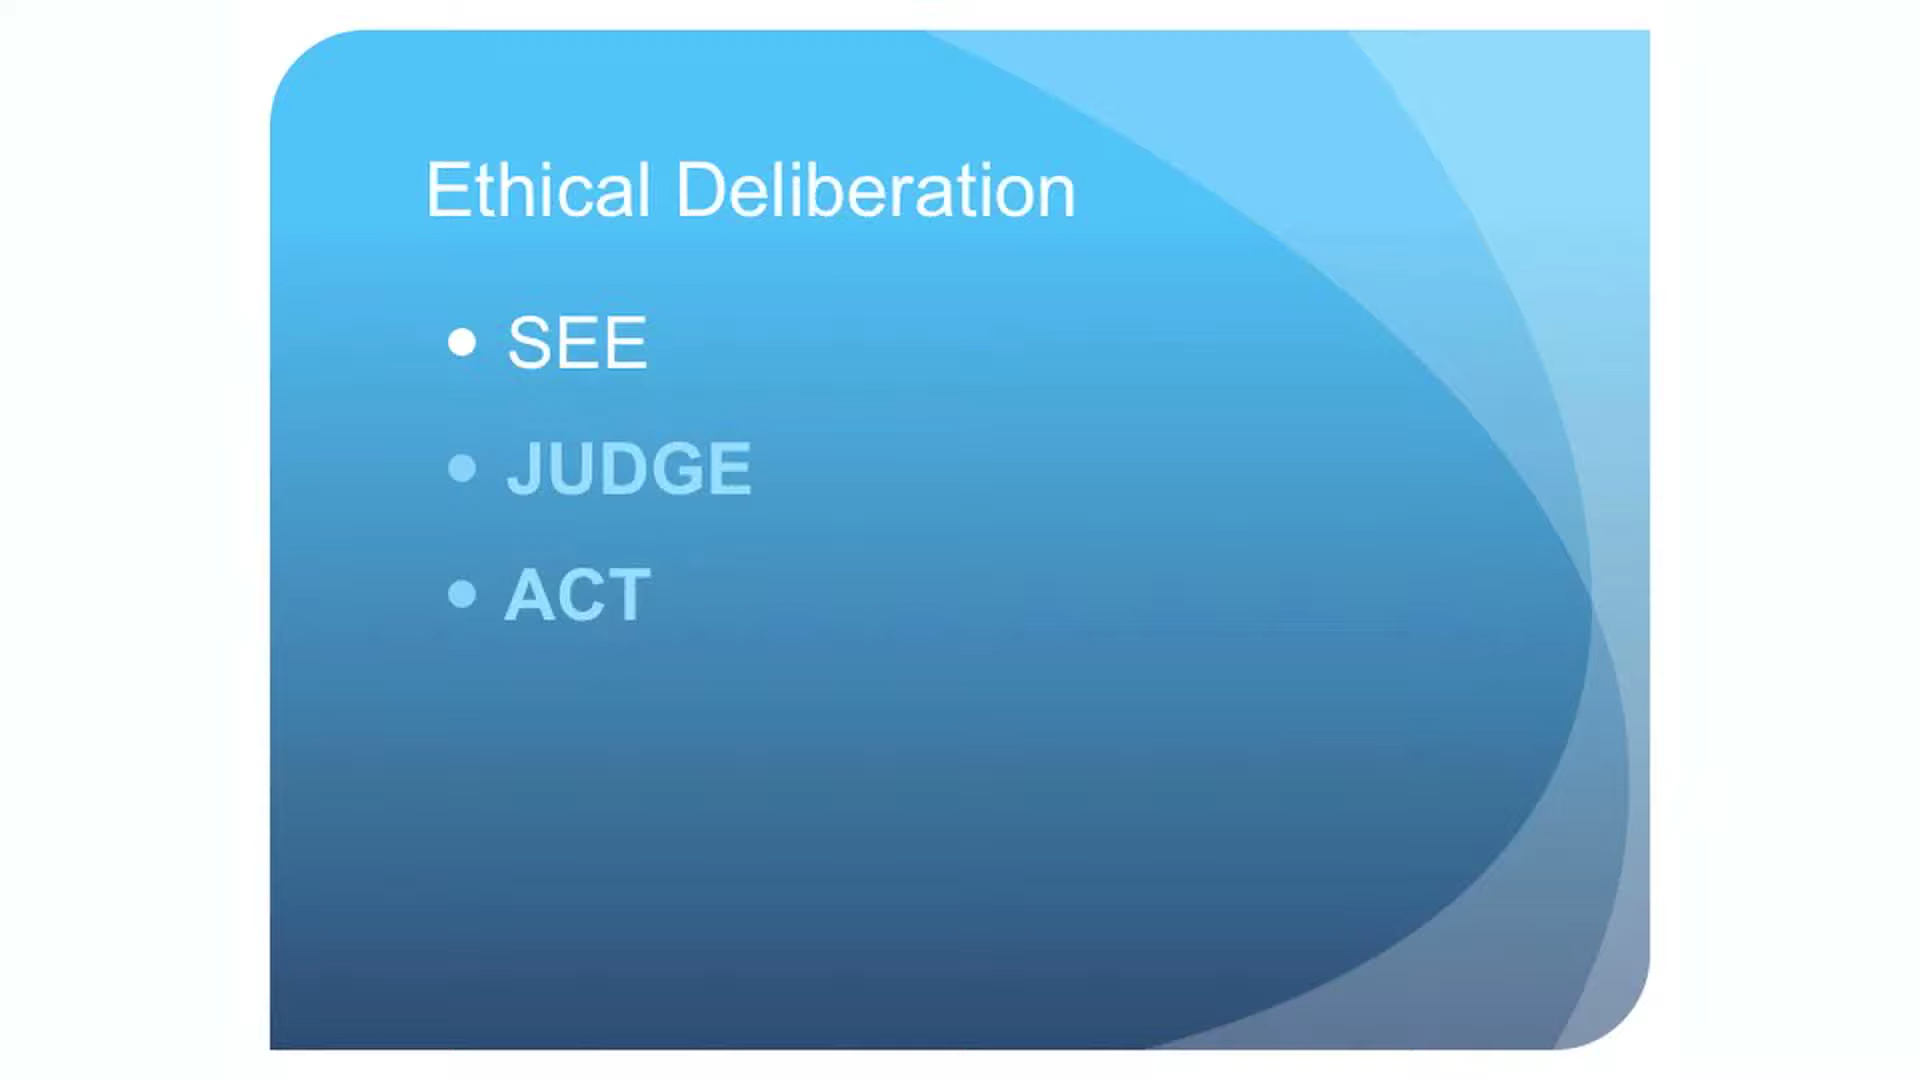 Ethical Deliberation
• SEE
• JUDGE
• ACT